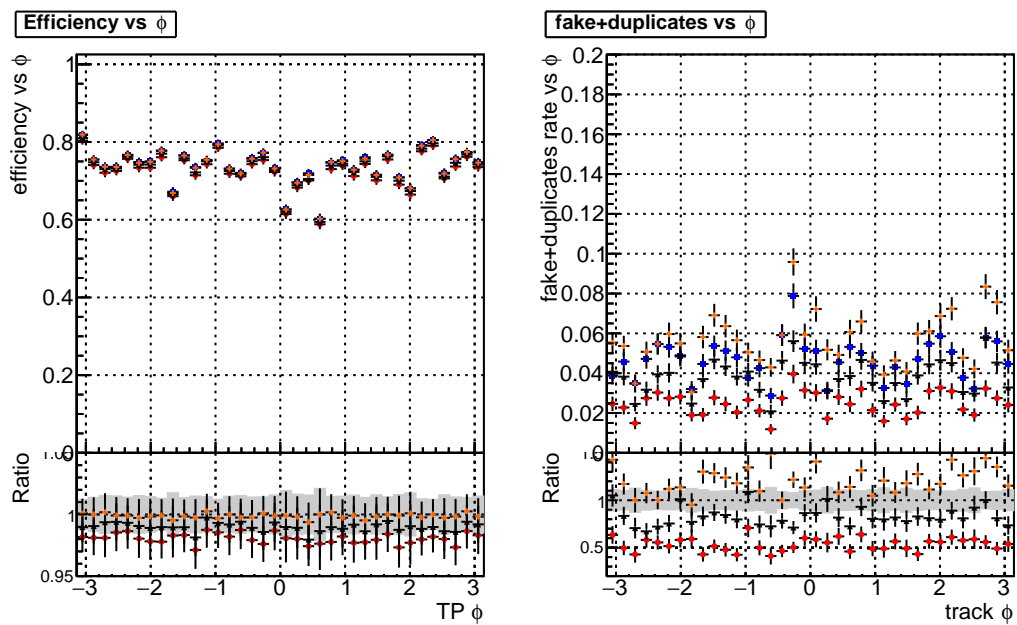 Efficiency vs ϕ
efficiency vs ϕ
1
0.8
0.6
0.4
0.2
0
Ratio
1
0.95
−3 −2 −1 0 1 2 3
TP ϕ
fake+duplicates vs ϕ
fake+duplicates rate vs ϕ
0.2
0.18
0.16
0.14
0.12
0.1
0.08
0.06
0.04
0.02
0
Ratio
1
0.5
−3 −2 −1 0 1 2 3
track ϕ